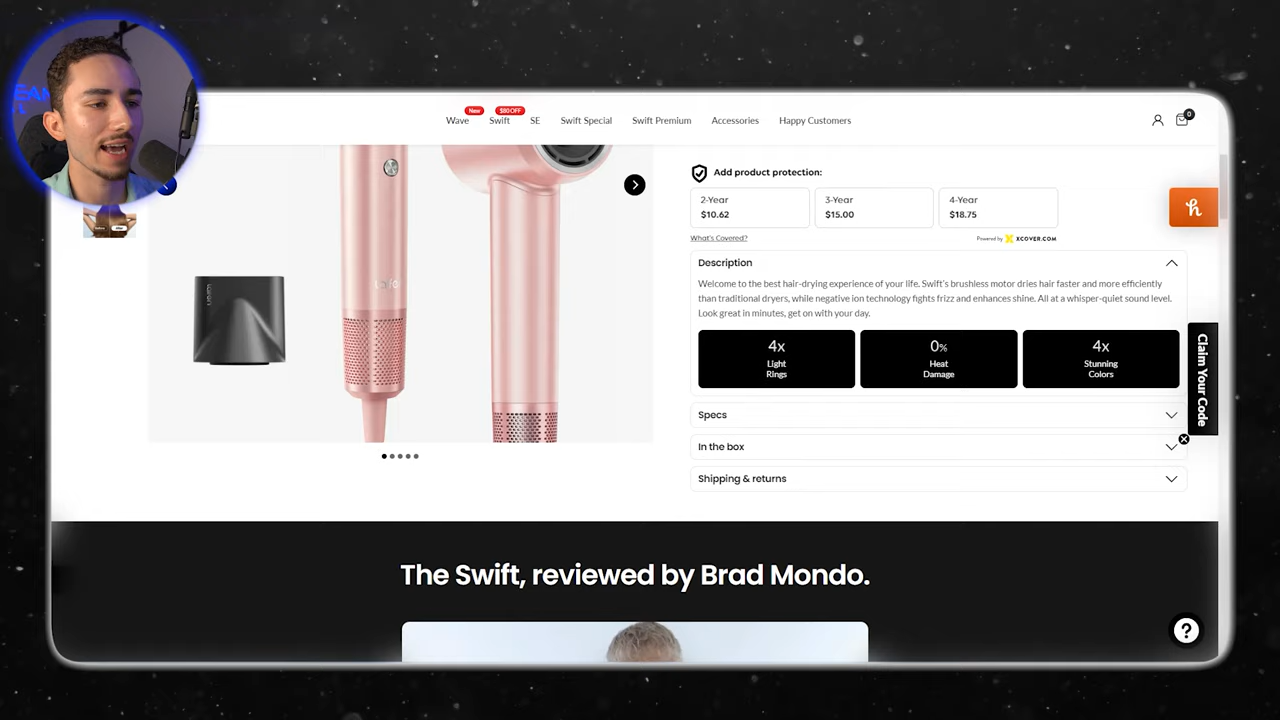 New
$80 OFF
Wave
Swift
SE
Swift Special
Swift Premium
Accessories
Happy Customers
0
Add product protection:
2-Year
$10.62
3-Year
$15.00
4-Year
$18.75
What's Covered?
Powered by XCOVER.COM
Description
Welcome to the best hair-drying experience of your life. Swift's brushless motor dries hair faster and more efficiently
than traditional dryers, while negative ion technology fights frizz and enhances shine. All at a whisper-quiet sound level.
Look great in minutes, get on with your day.
4x
Light
Rings
0%
Heat
Damage
4x
Stunning
Colors
Specs
In the box
Shipping & returns
Claim Your Code
The Swift, reviewed by Brad Mondo.
?